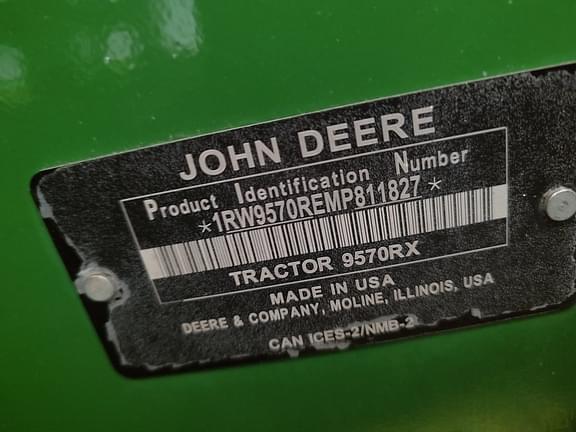 JOHN DEERE
Product Identification Number
*1RW9570REMP811827*
TRACTOR 9570RX
MADE IN USA
DEERE & COMPANY, MOLINE, ILLINOIS, USA
CAN ICES-2/NMB-2